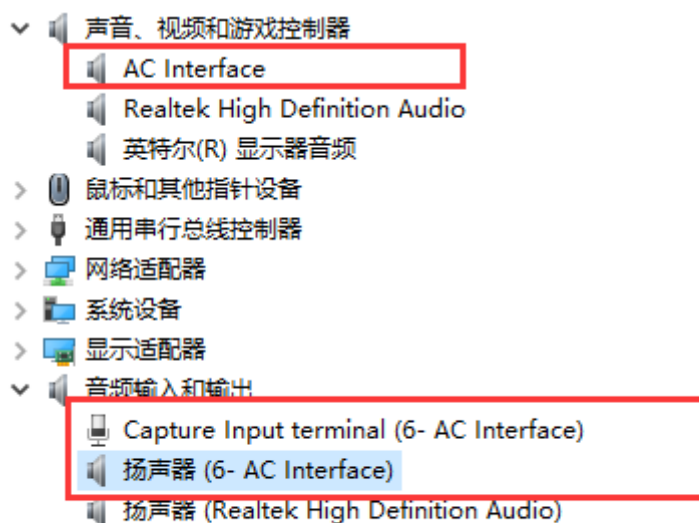 声音、视频和游戏控制器
AC Interface
Realtek High Definition Audio
英特尔(R) 显示器音频
鼠标和其他指针设备
通用串行总线控制器
网络适配器
系统设备
显示适配器
音频输入和输出
Capture Input terminal (6- AC Interface)
扬声器 (6- AC Interface)
扬声器 (Realtek High Definition Audio)